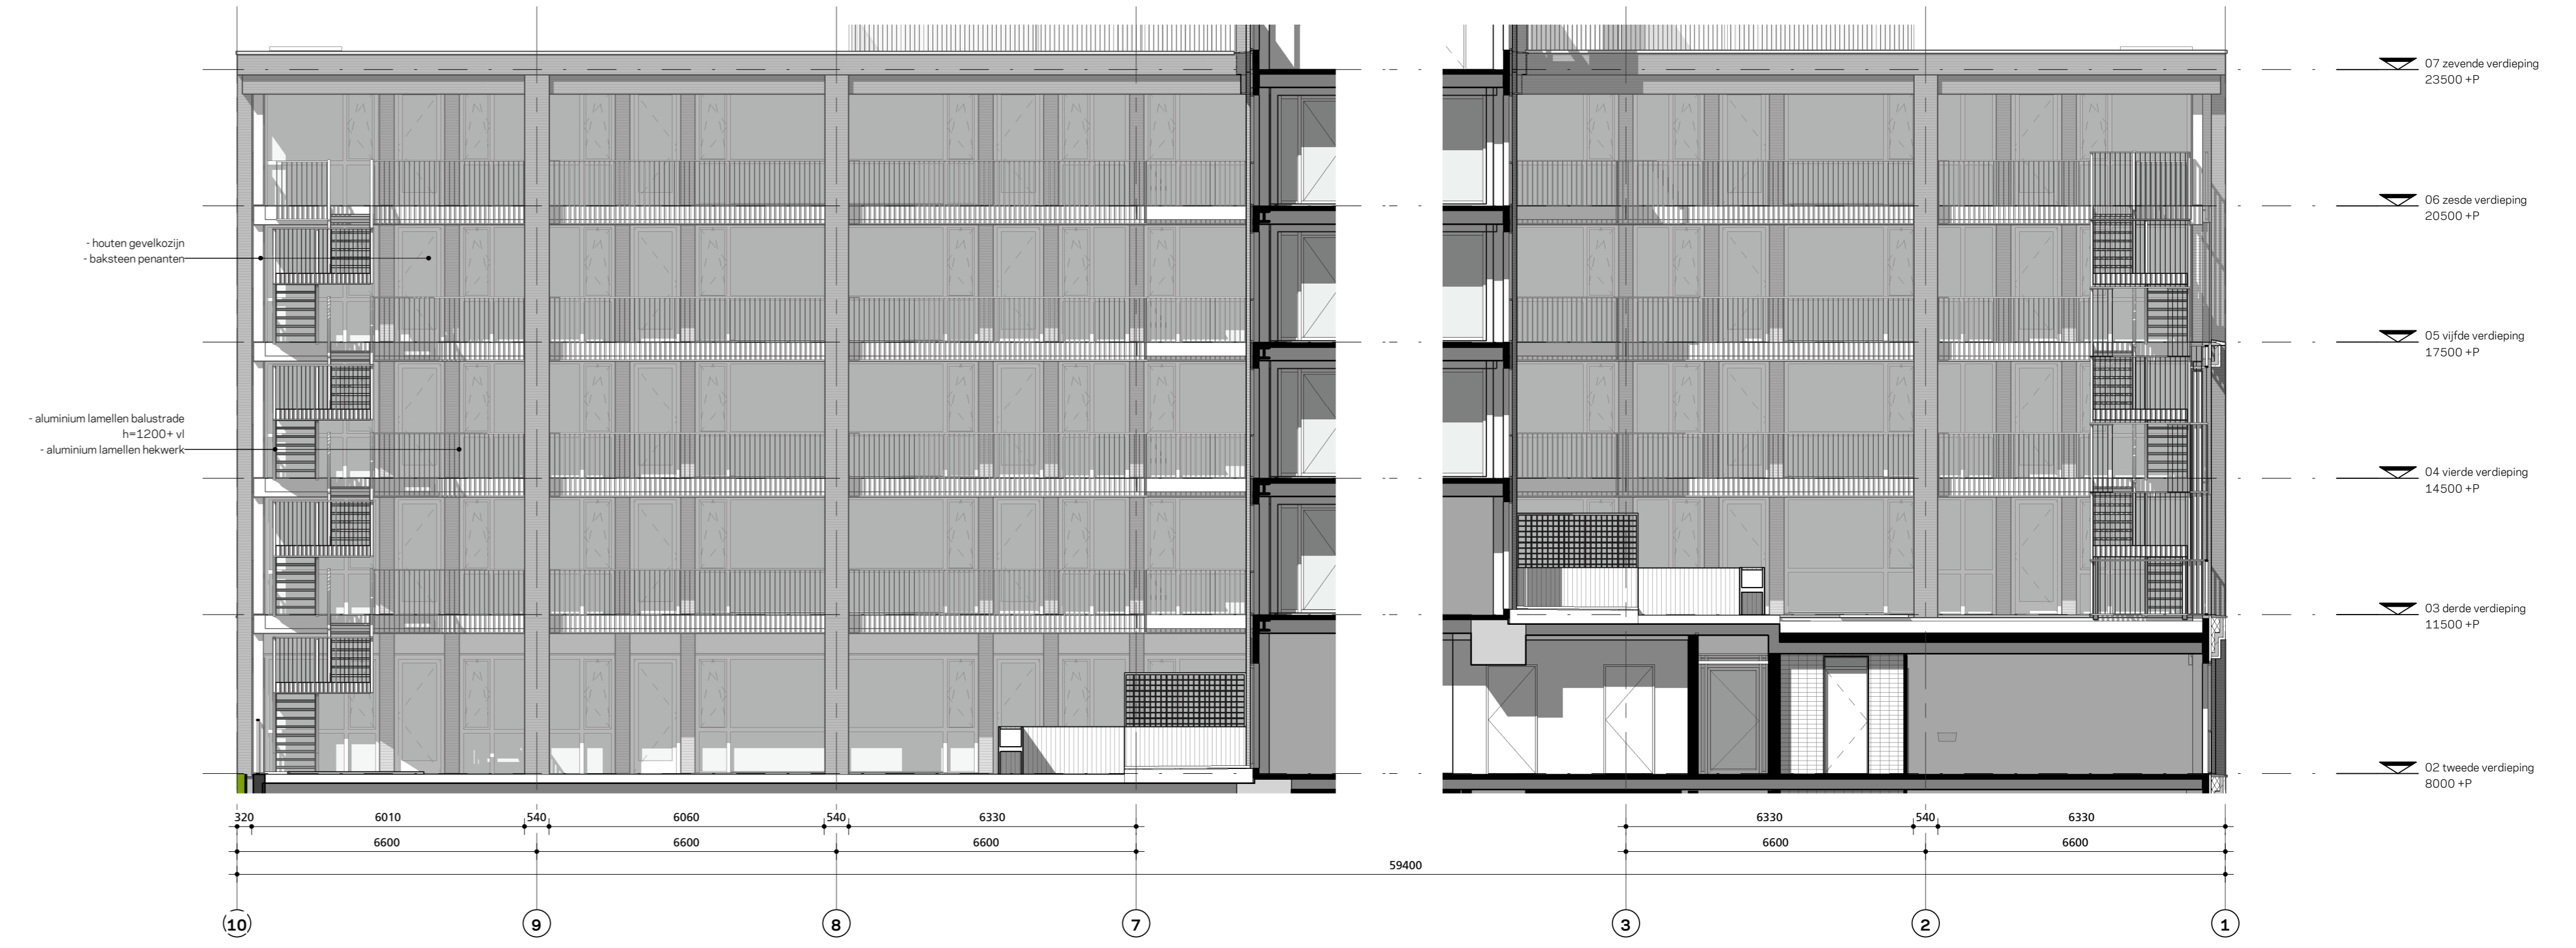 07 zevende verdieping
23500 +P
06 zesde verdieping
20500 +P
- houten gevelkozijn
- baksteen penanten
05 vijfde verdieping
17500 +P
- aluminium lamellen balustrade
h=1200+ vl
- aluminium lamellen hekwerk
04 vierde verdieping
14500 +P
03 derde verdieping
11500 +P
02 tweede verdieping
8000 +P
320 6010 540 6060 540 6330 6330 540 6330
6600 6600 6600 6600 6600
59400
10 9 8 7 3 2 1